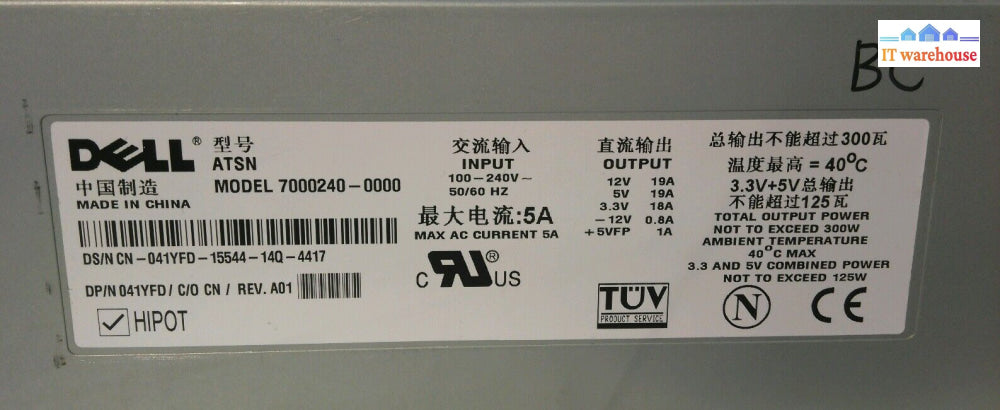 IT warehouse
BC
DELL® 型号
ATSN
中国制造 MODEL 7000240-0000
MADE IN CHINA
DS/N CN-041YFD-15544-14Q-4417
DP/N 041YFD/ C/O CN / REV. A01
HIPOT
交流输入
INPUT
100-240V~
50/60 HZ
最大电流:5A
MAX AC CURRENT 5A
C RU® US
直流输出
OUTPUT
12V 19A
5V 19A
3.3V 18A
-12V 0.8A
+5VFP 1A
TÜV
PRODUCT SERVICE
总输出不能超过300瓦
温度最高=40°C
3.3V+5V总输出
不能超过125瓦
TOTAL OUTPUT POWER
NOT TO EXCEED 300W
AMBIENT TEMPERATURE
40°C MAX
3.3 AND 5V COMBINED POWER
NOT TO EXCEED 125W
N CE